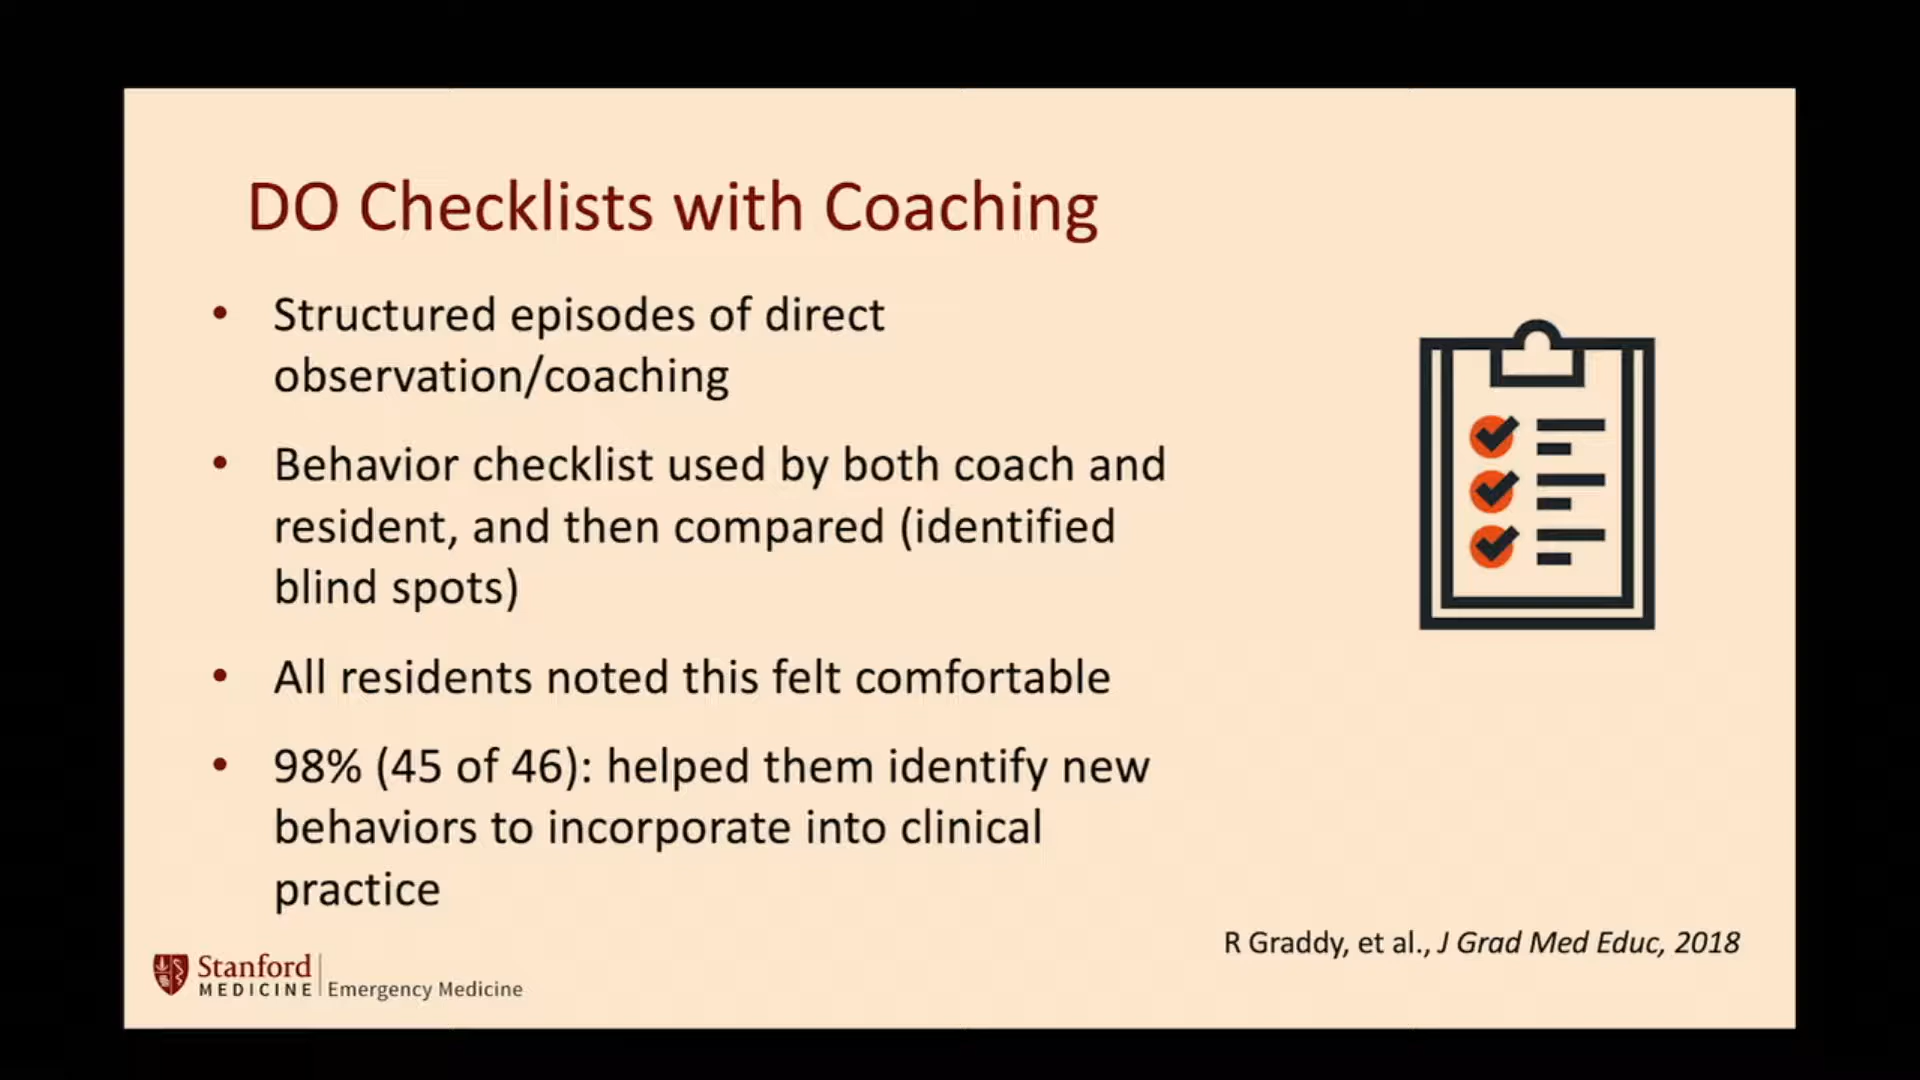 DO Checklists with Coaching
• Structured episodes of direct
observation/coaching
• Behavior checklist used by both coach and
resident, and then compared (identified
blind spots)
• All residents noted this felt comfortable
• 98% (45 of 46): helped them identify new
behaviors to incorporate into clinical
practice
R Graddy, et al., J Grad Med Educ, 2018
Stanford
MEDICINE Emergency Medicine